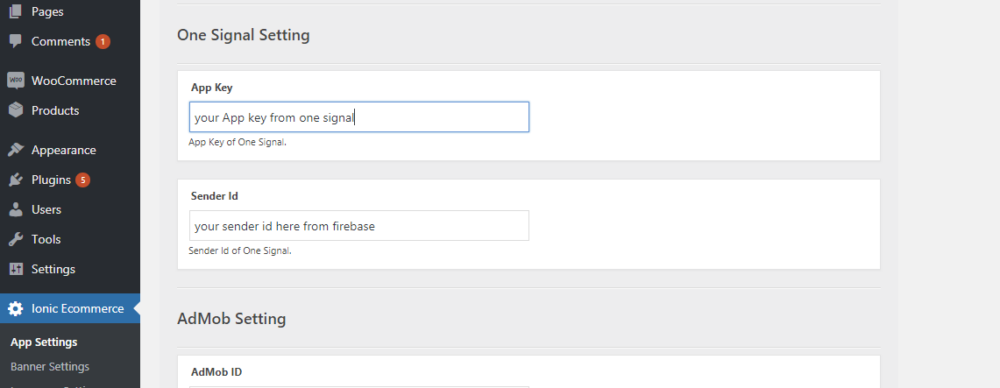 Pages
Comments 1
WOO WooCommerce
Products
Appearance
Plugins 5
Users
Tools
Settings
Ionic Ecommerce
App Settings
Banner Settings
One Signal Setting
App Key
your App key from one signal
App Key of One Signal.
Sender Id
your sender id here from firebase
Sender Id of One Signal.
AdMob Setting
AdMob ID